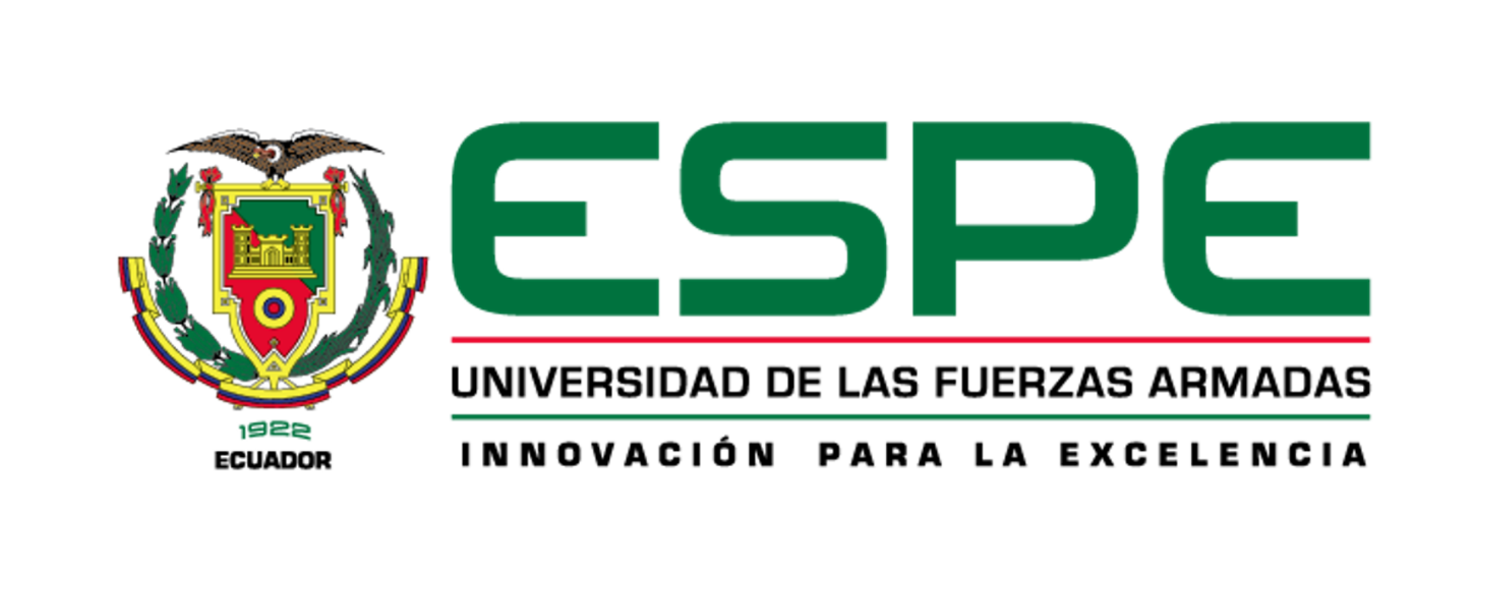 ESPE
UNIVERSIDAD DE LAS FUERZAS ARMADAS
INNOVACIÓN PARA LA EXCELENCIA
1922
ECUADOR